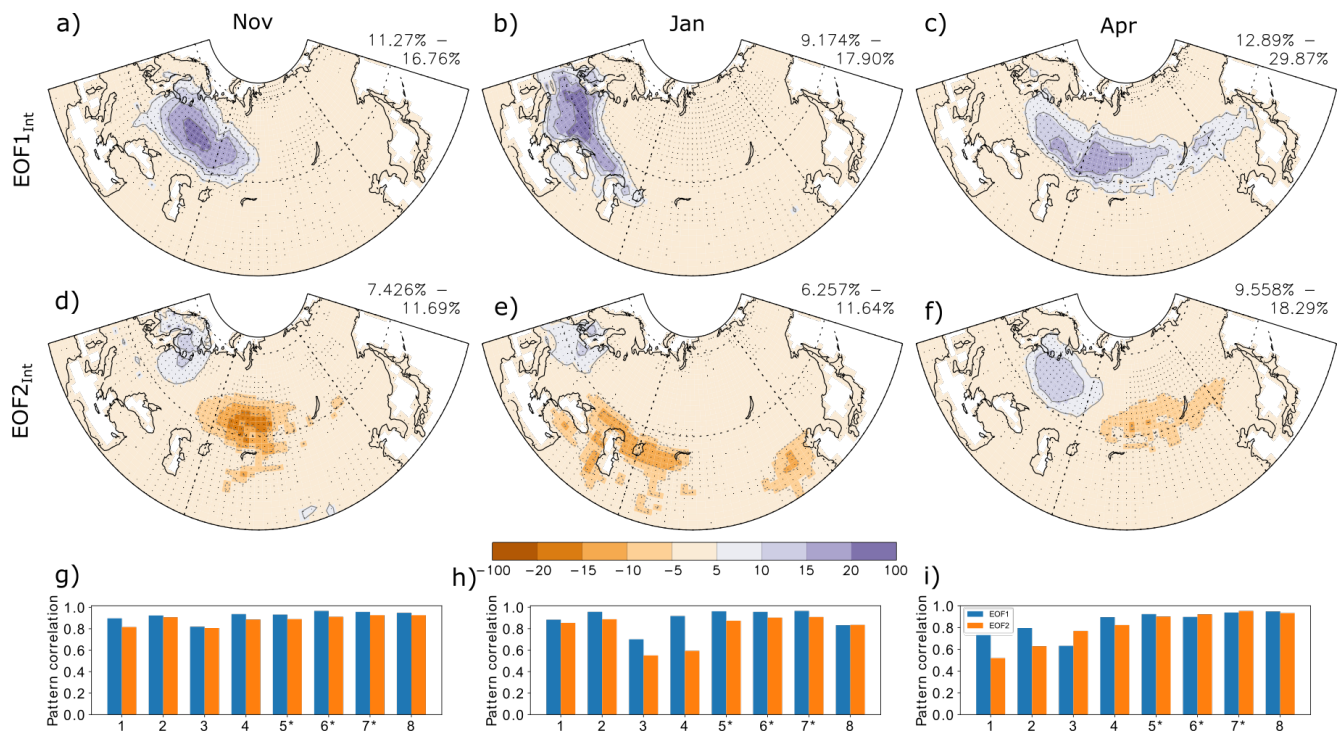 a) Nov b) Jan c) Apr
11.27% –
16.76%
9.174% –
17.90%
12.89% –
29.87%
EOF1Int
d) e) f)
7.426% –
11.69%
6.257% –
11.64%
9.558% –
18.29%
EOF2Int
-100 -20 -15 -10 -5 5 10 15 20 100
g) h) i)
Pattern correlation
1.0
0.8
0.6
0.4
0.2
0.0
1 2 3 4 5* 6* 7* 8
Pattern correlation
1.0
0.8
0.6
0.4
0.2
0.0
1 2 3 4 5* 6* 7* 8
Pattern correlation
1.0
0.8
0.6
0.4
0.2
0.0
EOF1
EOF2
1 2 3 4 5* 6* 7* 8